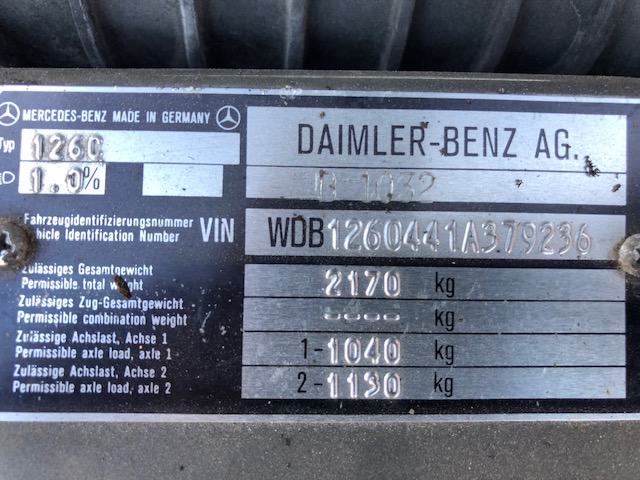 MERCEDES-BENZ MADE IN GERMANY
Typ 126C
1.0%
DAIMLER-BENZ AG.
B 1032
Fahrzeugidentifizierungsnummer
Vehicle Identification Number VIN WDB1260441A379236
Zulässiges Gesamtgewicht
Permissible total weight 2170 kg
Zulässiges Zug-Gesamtgewicht
Permissible combination weight ---- kg
Zulässige Achslast, Achse 1
Permissible axle load, axle 1 1-1040 kg
Zulässige Achslast, Achse 2
Permissible axle load, axle 2 2-1130 kg